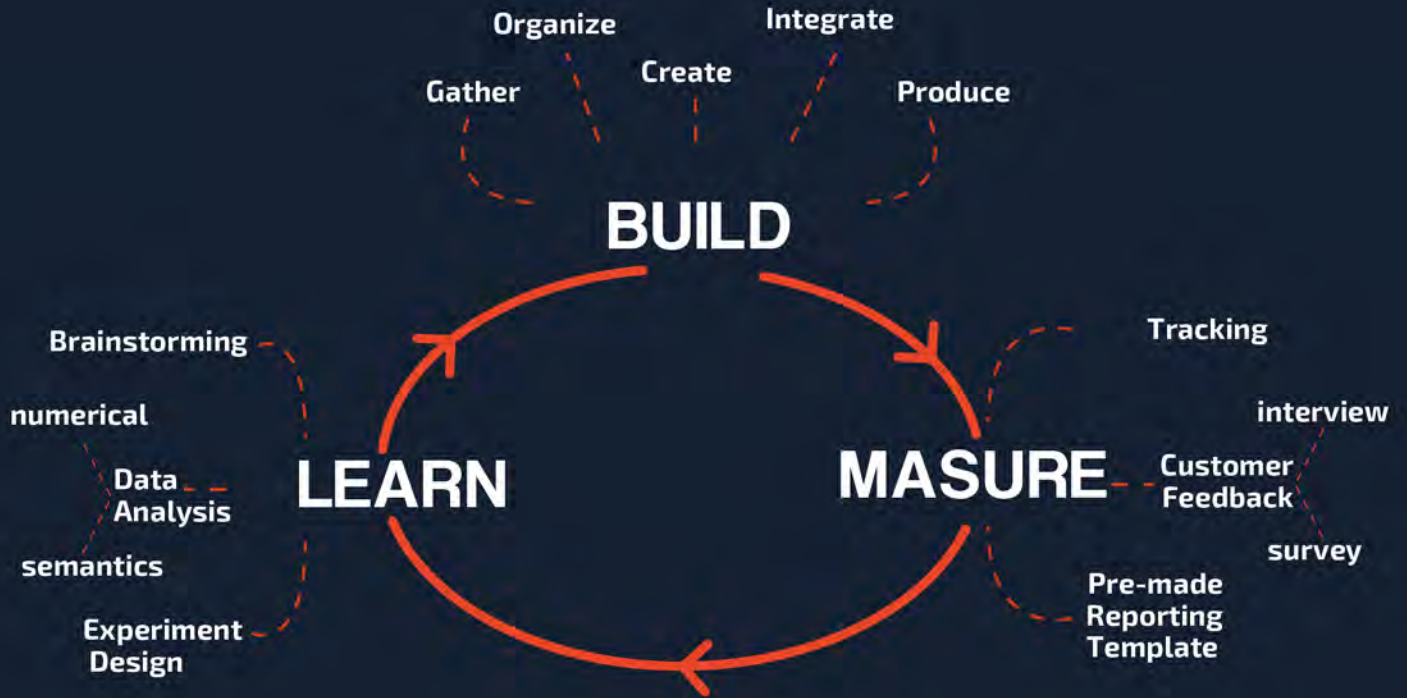 Organize
Integrate
Create
Gather
Produce
BUILD
Brainstorming
Tracking
numerical
interview
Data
Analysis
LEARN
MASURE
Customer
Feedback
semantics
survey
Experiment
Design
Pre-made
Reporting
Template